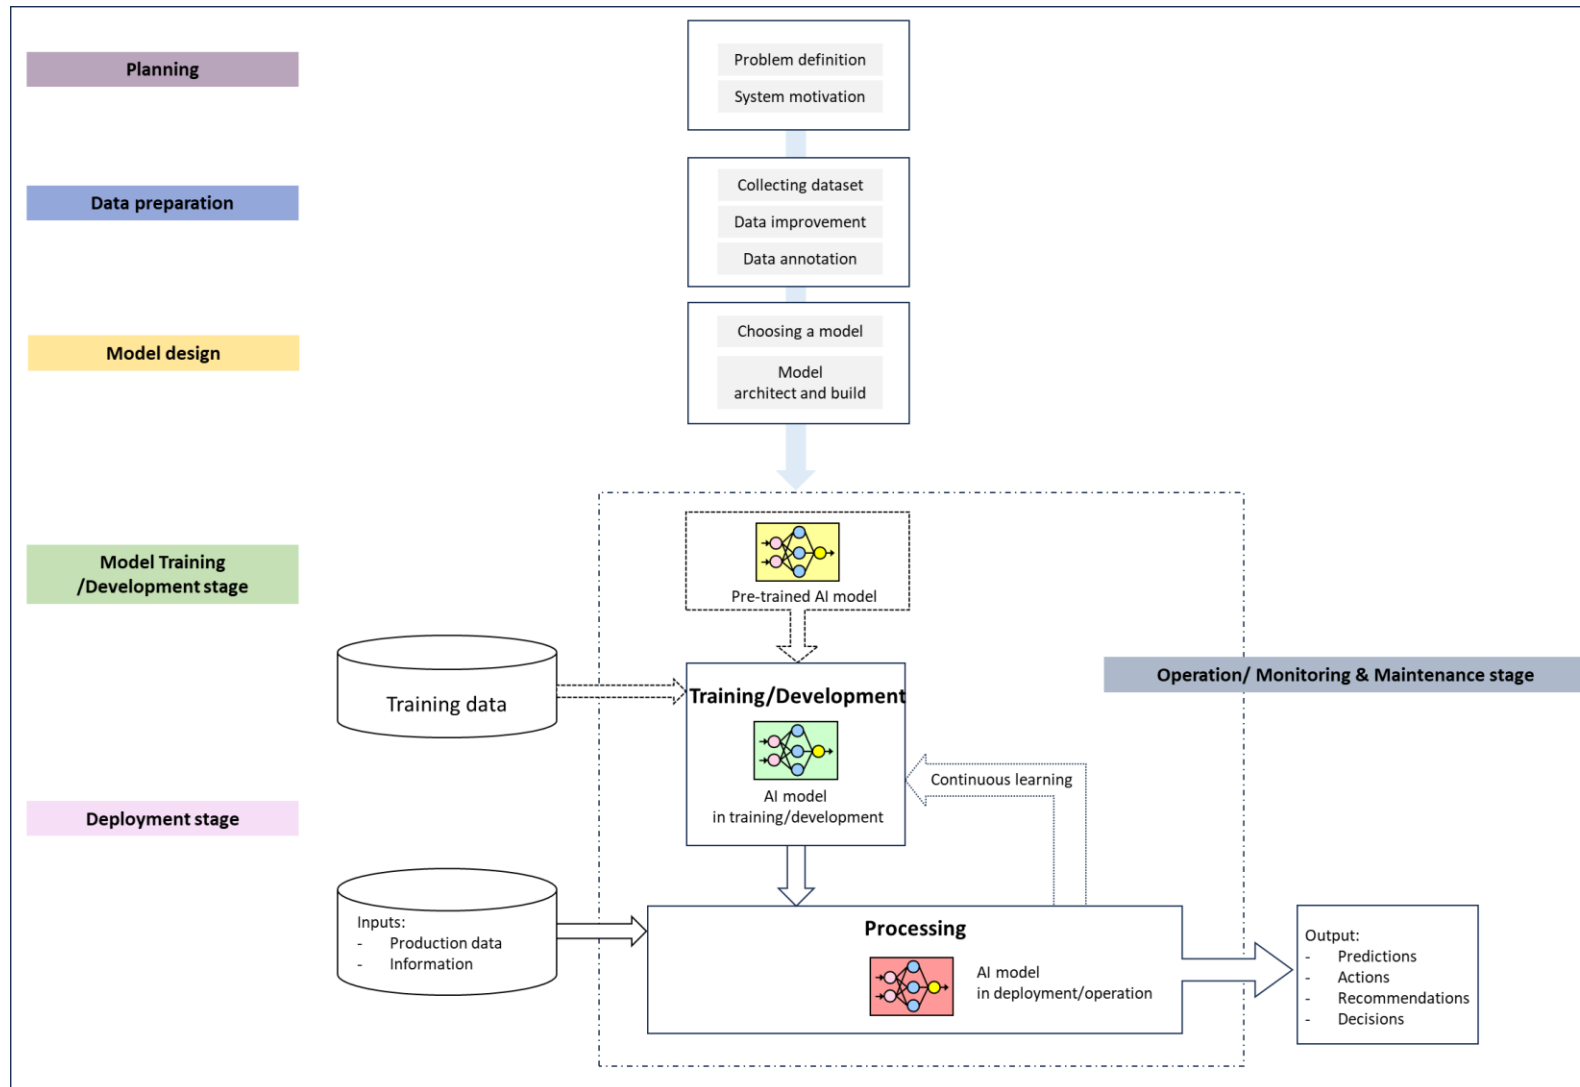 Planning
Problem definition
System motivation
Data preparation
Collecting dataset
Data improvement
Data annotation
Model design
Choosing a model
Model
architect and build
Model Training
/Development stage
Pre-trained AI model
Training data
Training/Development
AI model
in training/development
Operation/ Monitoring & Maintenance stage
Continuous learning
Deployment stage
Inputs:
- Production data
- Information
Processing
AI model
in deployment/operation
Output:
- Predictions
- Actions
- Recommendations
- Decisions